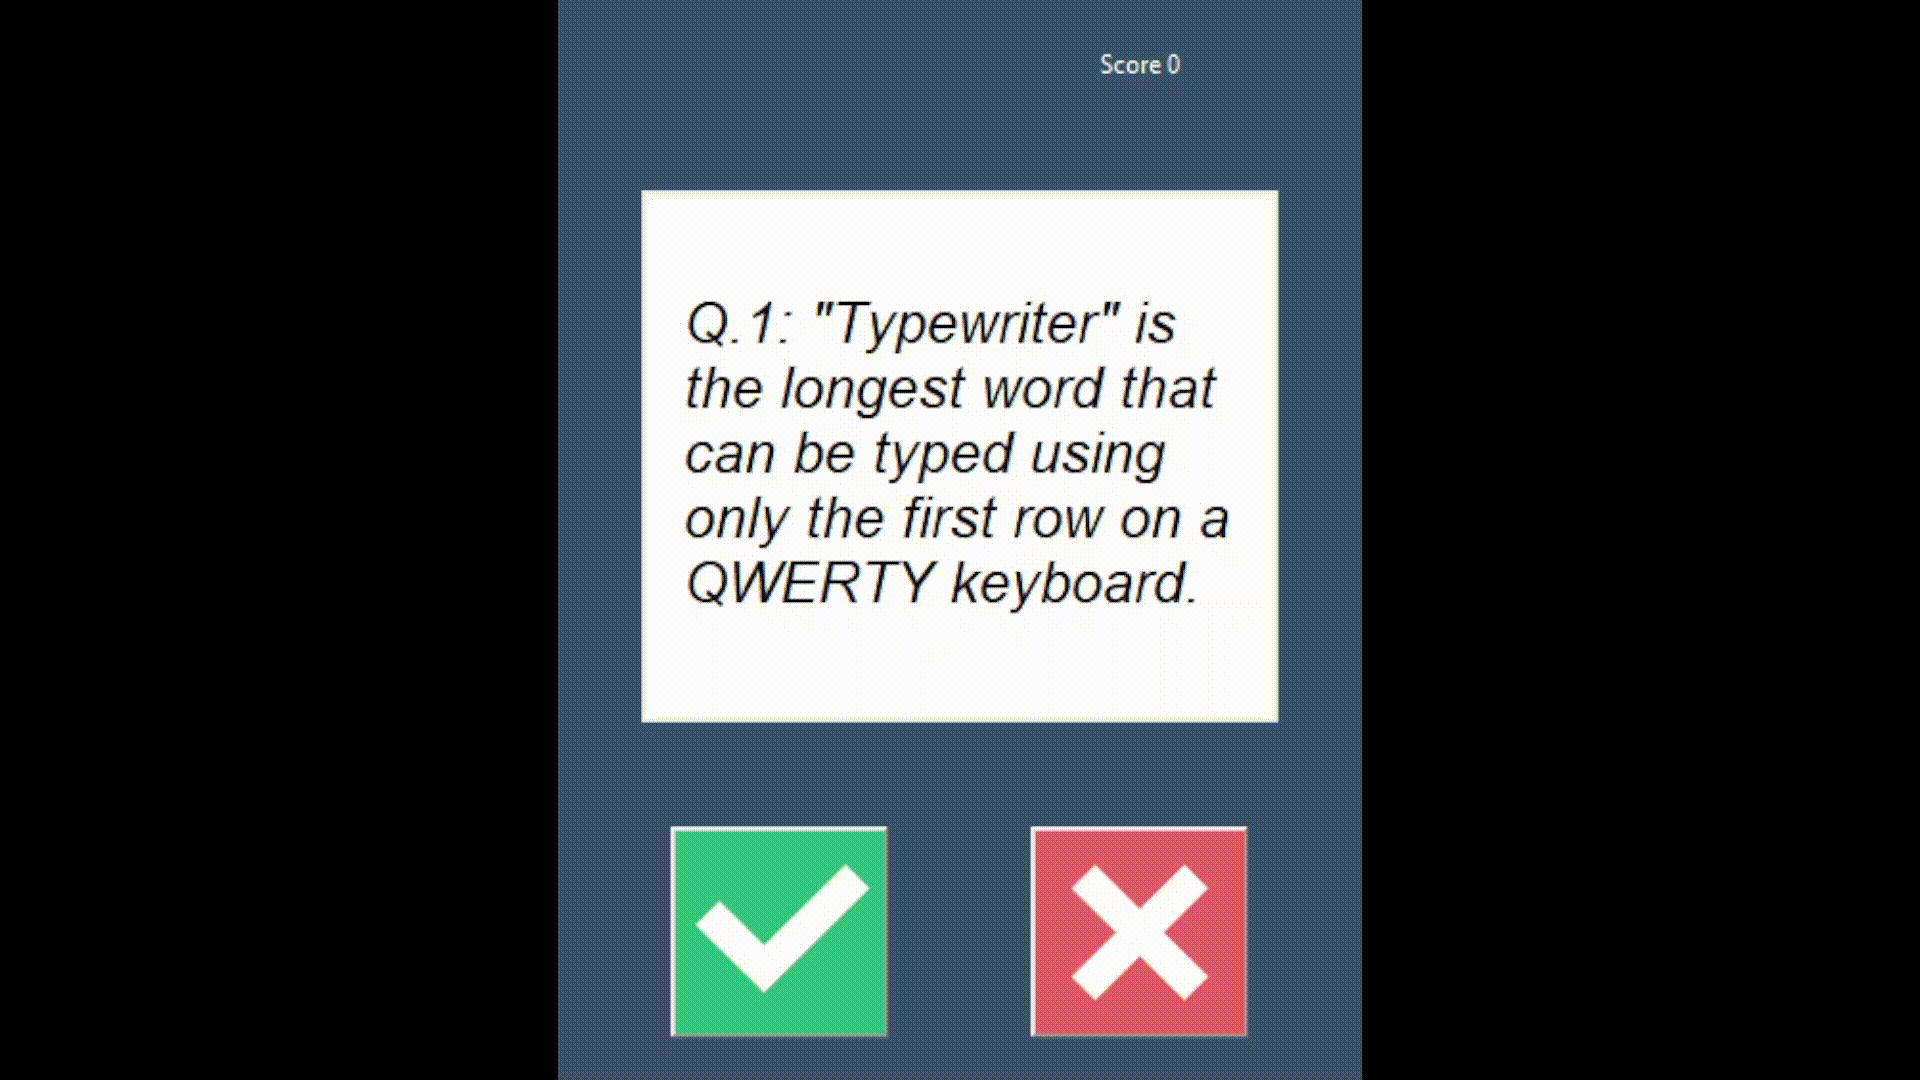 Score 0
Q.1: "Typewriter" is
the longest word that
can be typed using
only the first row on a
QWERTY keyboard.